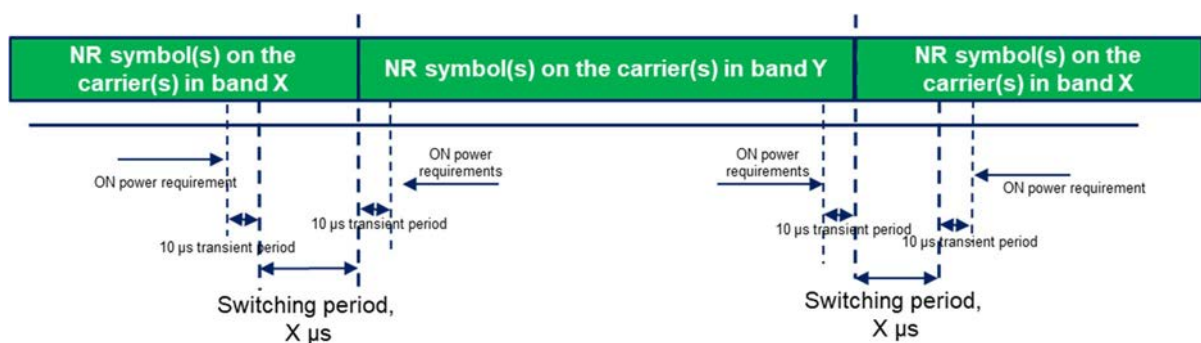 NR symbol(s) on the
carrier(s) in band X
NR symbol(s) on the carrier(s) in band Y
NR symbol(s) on the
carrier(s) in band X
ON power requirement
10 µs transient period
Switching period,
X µs
ON power
requirements
10 µs transient period
ON power
requirements
10 µs transient period
Switching period,
X µs
ON power requirement
10 µs transient period